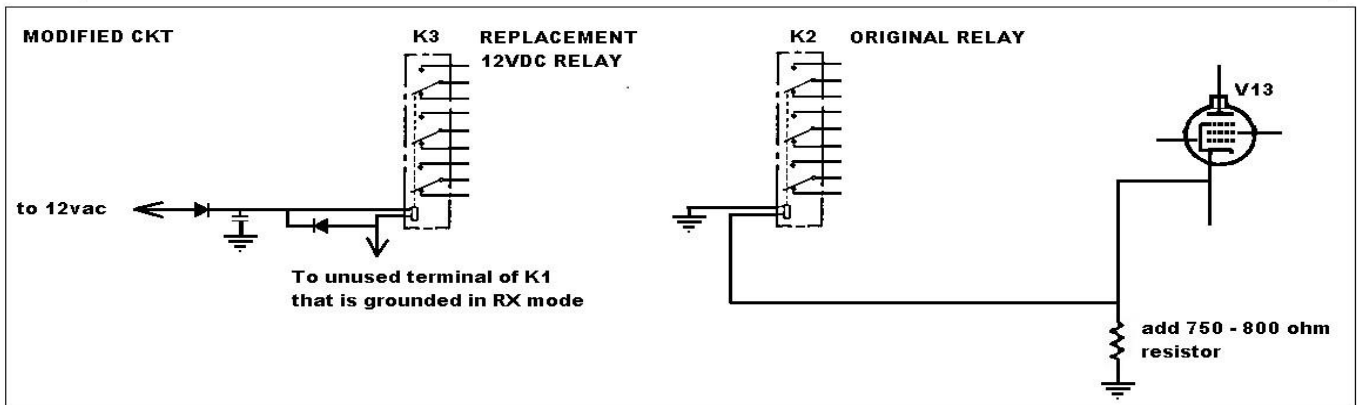 MODIFIED CKT
K3
REPLACEMENT
12VDC RELAY
K2
ORIGINAL RELAY
V13
to 12vac
To unused terminal of K1
that is grounded in RX mode
add 750 - 800 ohm
resistor